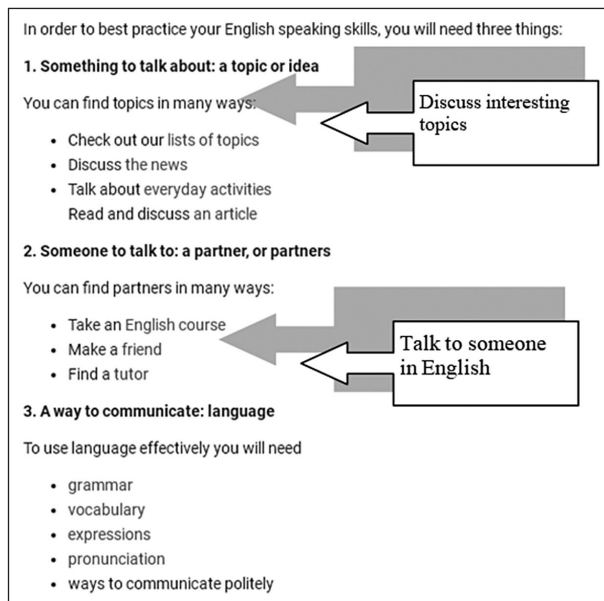 In order to best practice your English speaking skills, you will need three things:
1. Something to talk about: a topic or idea
You can find topics in many ways:
Discuss interesting
topics
• Check out our lists of topics
• Discuss the news
• Talk about everyday activities
Read and discuss an article
2. Someone to talk to: a partner, or partners
You can find partners in many ways:
• Take an English course
• Make a friend
• Find a tutor
Talk to someone
in English
3. A way to communicate: language
To use language effectively you will need
• grammar
• vocabulary
• expressions
• pronunciation
• ways to communicate politely